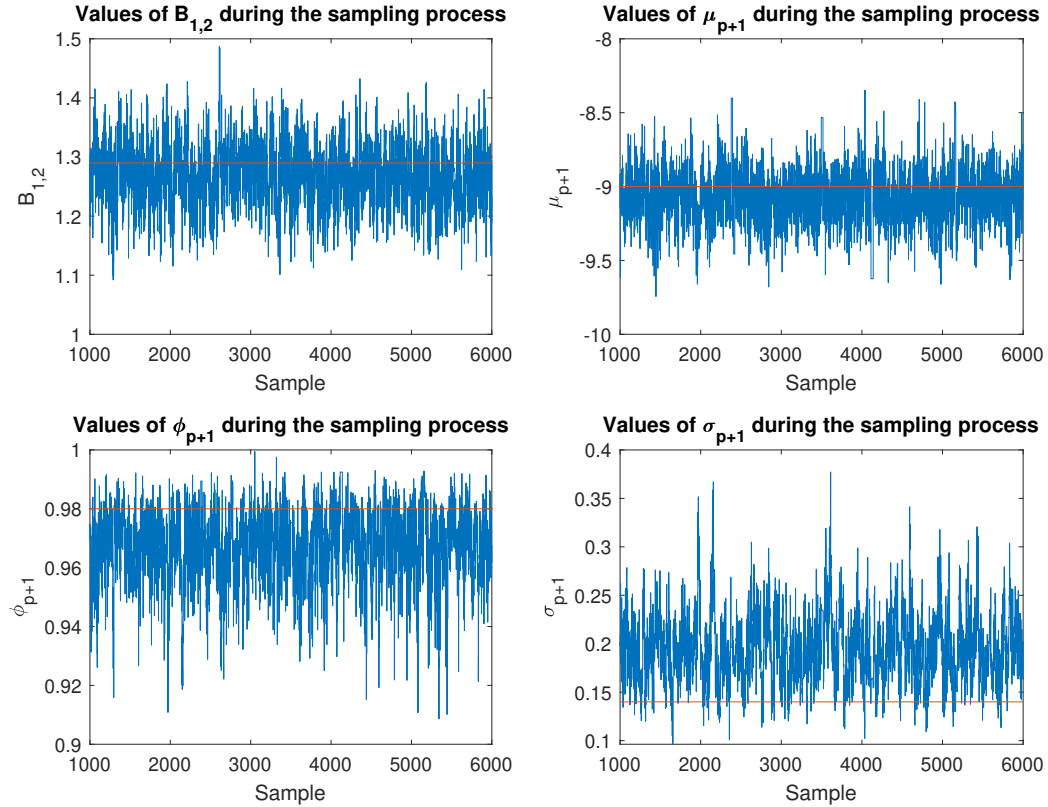 Values of B1,2 during the sampling process
1.5
1.4
1.3
1.2
1.1
1
B1,2
1000 2000 3000 4000 5000 6000
Sample
Values of μp+1 during the sampling process
-8
-8.5
-9
-9.5
-10
μp+1
1000 2000 3000 4000 5000 6000
Sample
Values of ϕp+1 during the sampling process
1
0.98
0.96
0.94
0.92
0.9
ϕp+1
1000 2000 3000 4000 5000 6000
Sample
Values of σp+1 during the sampling process
0.4
0.35
0.3
0.25
0.2
0.15
0.1
σp+1
1000 2000 3000 4000 5000 6000
Sample